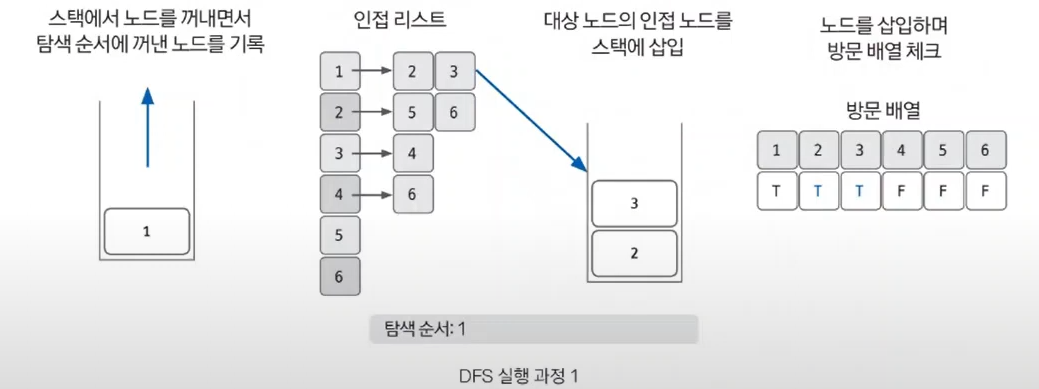 스택에서 노드를 꺼내면서
탐색 순서에 꺼낸 노드를 기록
1
인접 리스트
1 2 3
2 5 6
3 4
4 6
5
6
대상 노드의 인접 노드를
스택에 삽입
3
2
노드를 삽입하며
방문 배열 체크
방문 배열
1 2 3 4 5 6
T T T F F F
탐색 순서: 1
DFS 실행 과정 1